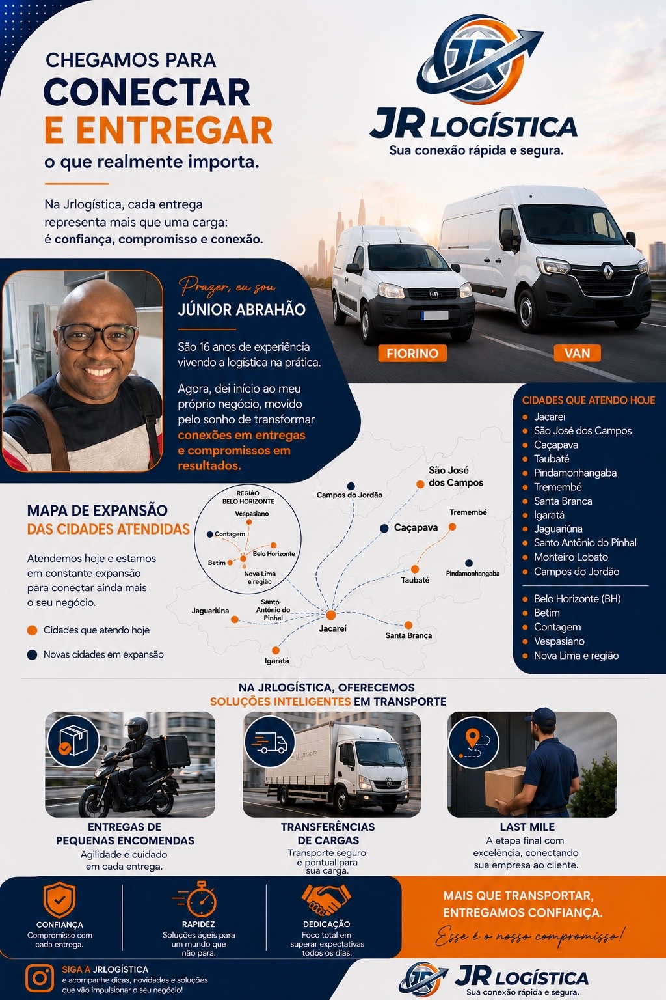 CHEGAMOS PARA
CONECTAR
E ENTREGAR
o que realmente importa.
Na Jrlogística, cada entrega
representa mais que uma carga:
é confiança, compromisso e conexão.
JR
JR LOGÍSTICA
Sua conexão rápida e segura.
FIORINO
VAN
Prazer, eu sou
JÚNIOR ABRAHÃO
São 16 anos de experiência
vivendo a logística na prática.
Agora, dei início ao meu
próprio negócio, movido
pelo sonho de transformar
conexões em entregas
e compromissos em
resultados.
CIDADES QUE ATENDO HOJE
Jacareí
São José dos Campos
Caçapava
Taubaté
Pindamonhangaba
Tremembé
Santa Branca
Igaratá
Jaguariúna
Santo Antônio do Pinhal
Monteiro Lobato
Campos do Jordão
Belo Horizonte (BH)
Betim
Contagem
Vespasiano
Nova Lima e região
MAPA DE EXPANSÃO
DAS CIDADES ATENDIDAS
Atendemos hoje e estamos
em constante expansão
para conectar ainda mais
o seu negócio.
Cidades que atendo hoje
Novas cidades em expansão
REGIÃO
BELO HORIZONTE
Vespasiano
Contagem
Belo Horizonte
Betim
Nova Lima
e região
Campos do Jordão
São José
dos Campos
Caçapava
Tremembé
Taubaté
Pindamonhangaba
Jaguariúna
Santo
Antônio do
Pinhal
Jacareí
Santa Branca
Igaratá
NA JRLOGÍSTICA, OFERECEMOS
SOLUÇÕES INTELIGENTES EM TRANSPORTE
ENTREGAS DE
PEQUENAS ENCOMENDAS
Agilidade e cuidado
em cada entrega.
TRANSFERÊNCIAS
DE CARGAS
Transporte seguro
e pontual para
sua carga.
LAST MILE
A etapa final com
excelência, conectando
sua empresa ao cliente.
CONFIANÇA
Compromisso com
cada entrega.
RAPIDEZ
Soluções ágeis para
um mundo que
não para.
DEDICAÇÃO
Foco total em
superar expectativas
todos os dias.
MAIS QUE TRANSPORTAR,
ENTREGAMOS CONFIANÇA.
Esse é o nosso compromisso!
SIGA A JRLOGÍSTICA
e acompanhe dicas, novidades e soluções
que vão impulsionar o seu negócio!
JR
JR LOGÍSTICA
Sua conexão rápida e segura.